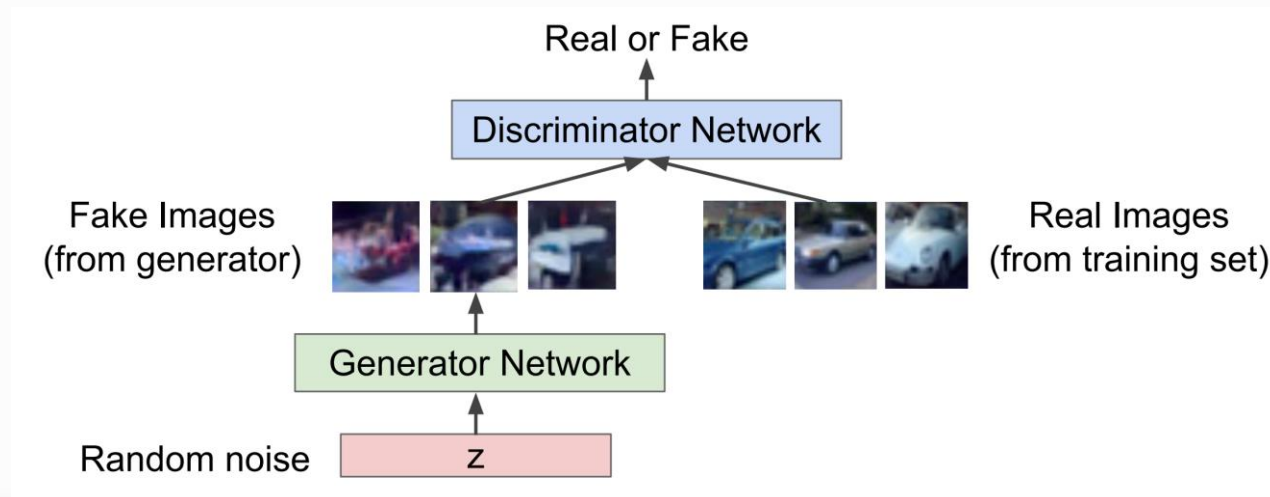 Real or Fake
Discriminator Network
Fake Images
(from generator)
Real Images
(from training set)
Generator Network
Random noise
z